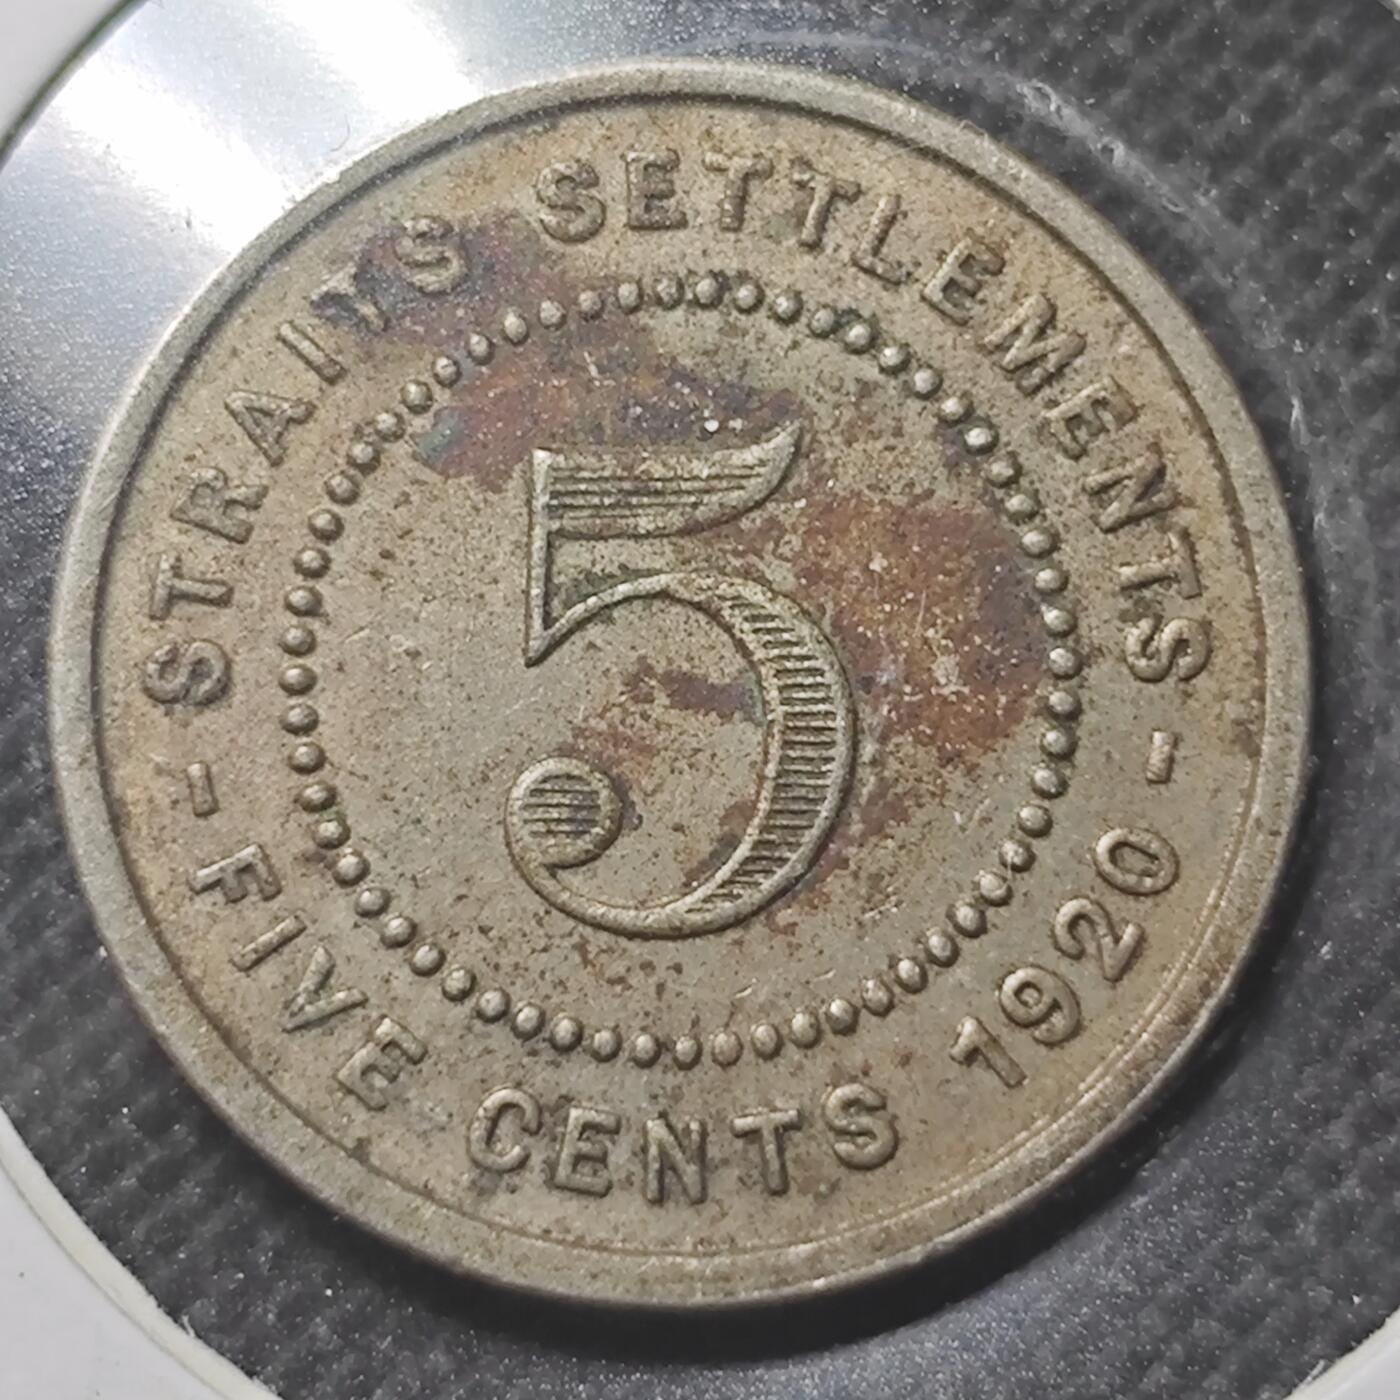 STRAITS SETTLEMENTS
5
- FIVE CENTS 1920 -